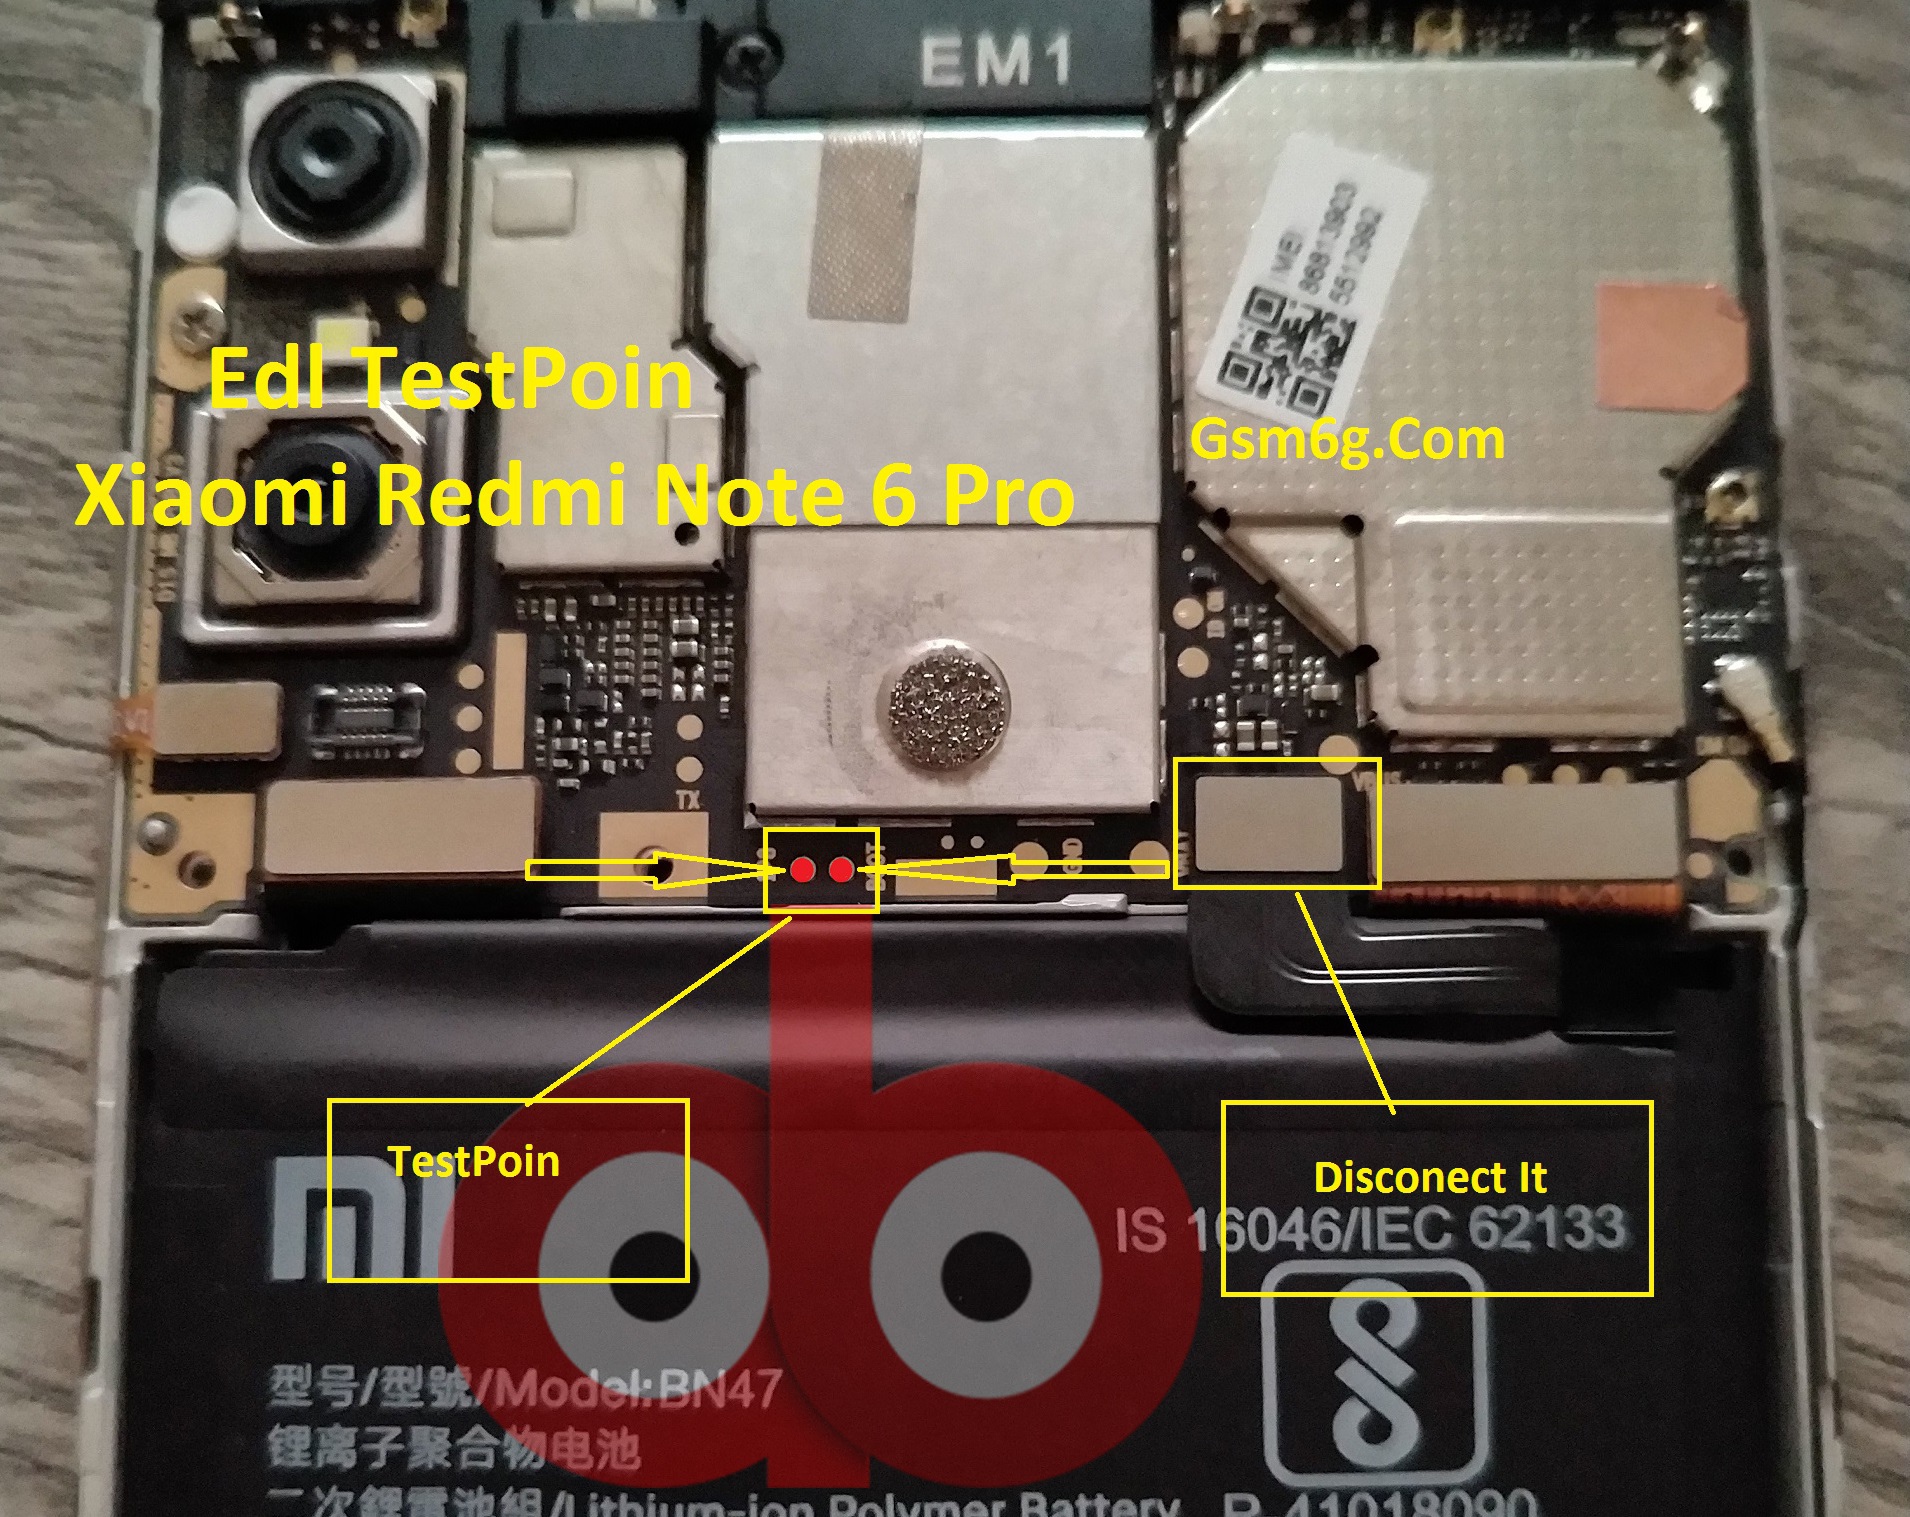 EM1
IMEI
86813903
5512992
Edl TestPoin
Xiaomi Redmi Note 6 Pro
Gsm6g.Com
TX
GND
TestPoin
Disconect It
MI
IS 16046/IEC 62133
型号/型號/Model:BN47
锂离子聚合物电池
二次鋰電池組/Lithium-ion Polymer Battery R-41018090